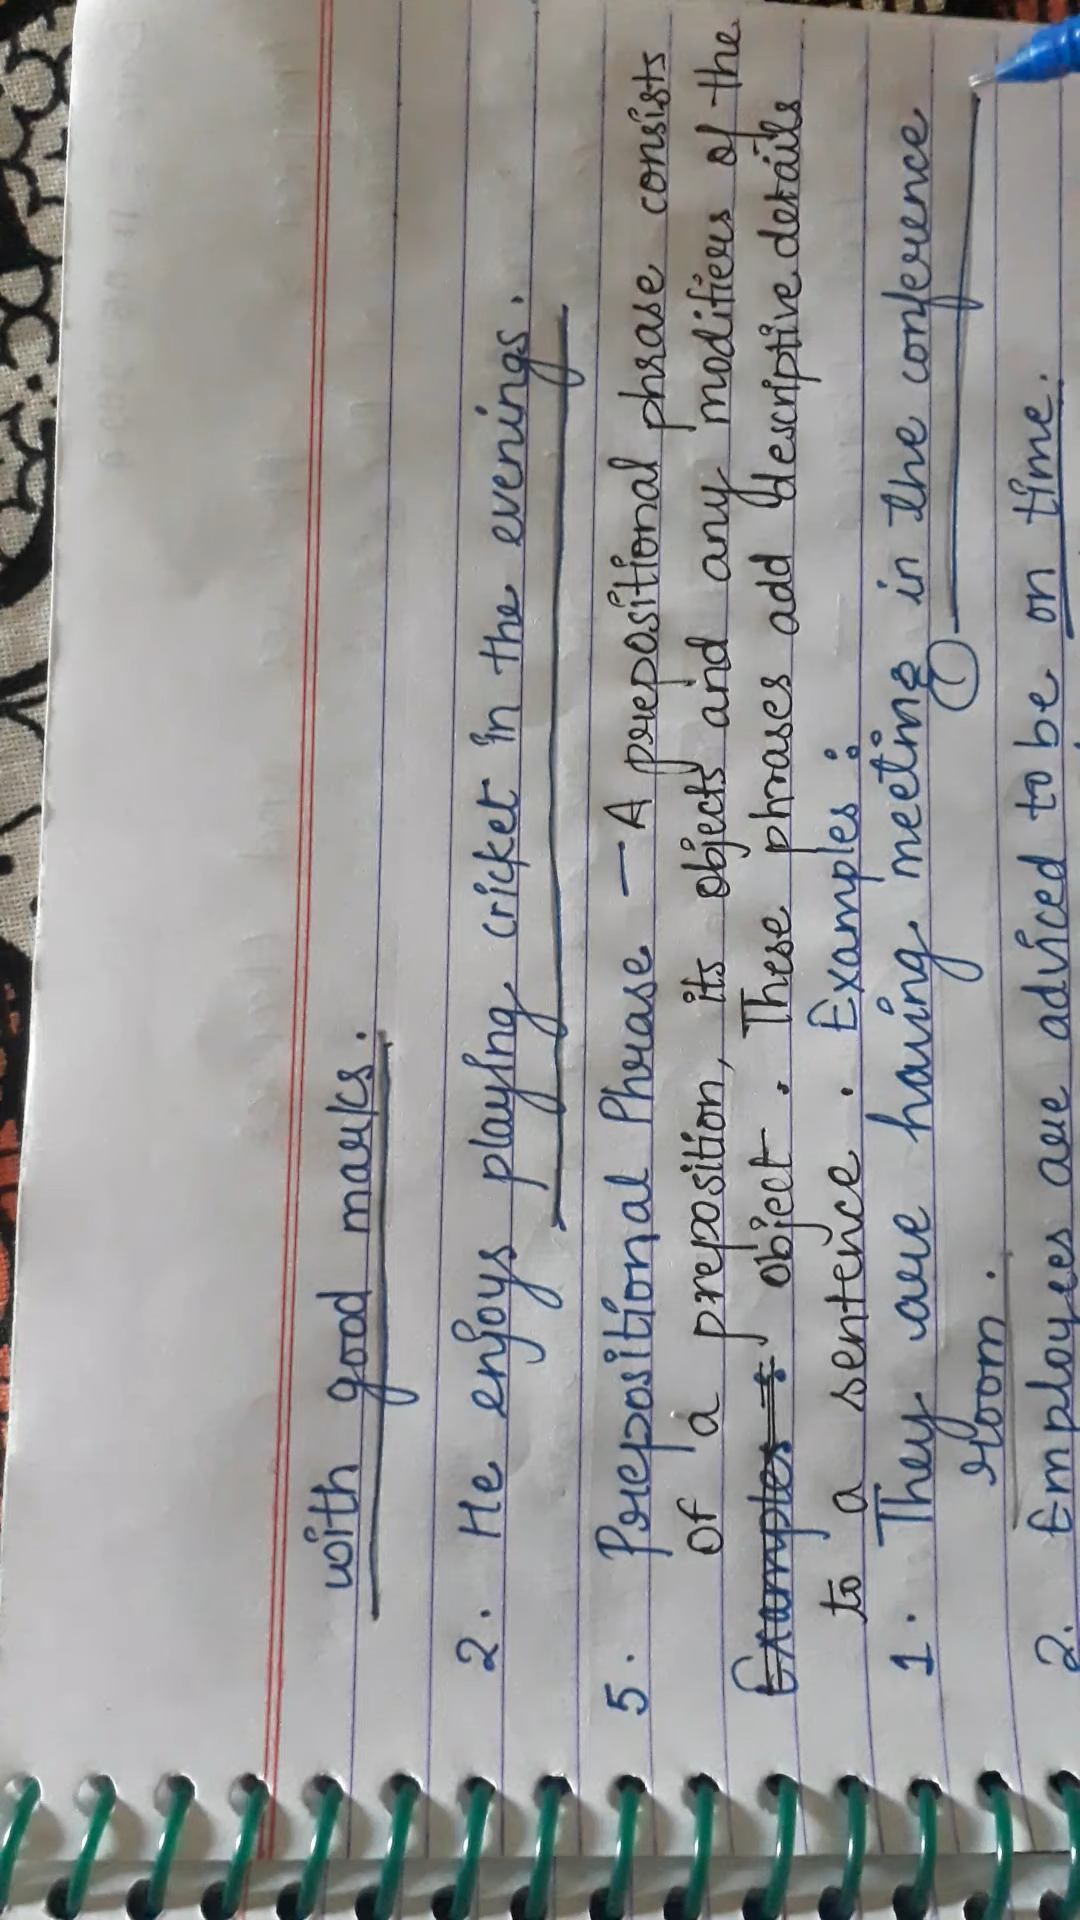 with good marks.
2. He enjoys playing cricket in the evenings.
5. Prepositional Phrase – A prepositional phrase consists
of a preposition, its objects and any modifiers of the
Examples : object. These phrases add descriptive details
to a sentence. Examples :
1. They are having meeting in the conference
room.
2. Employees are adviced to be on time.